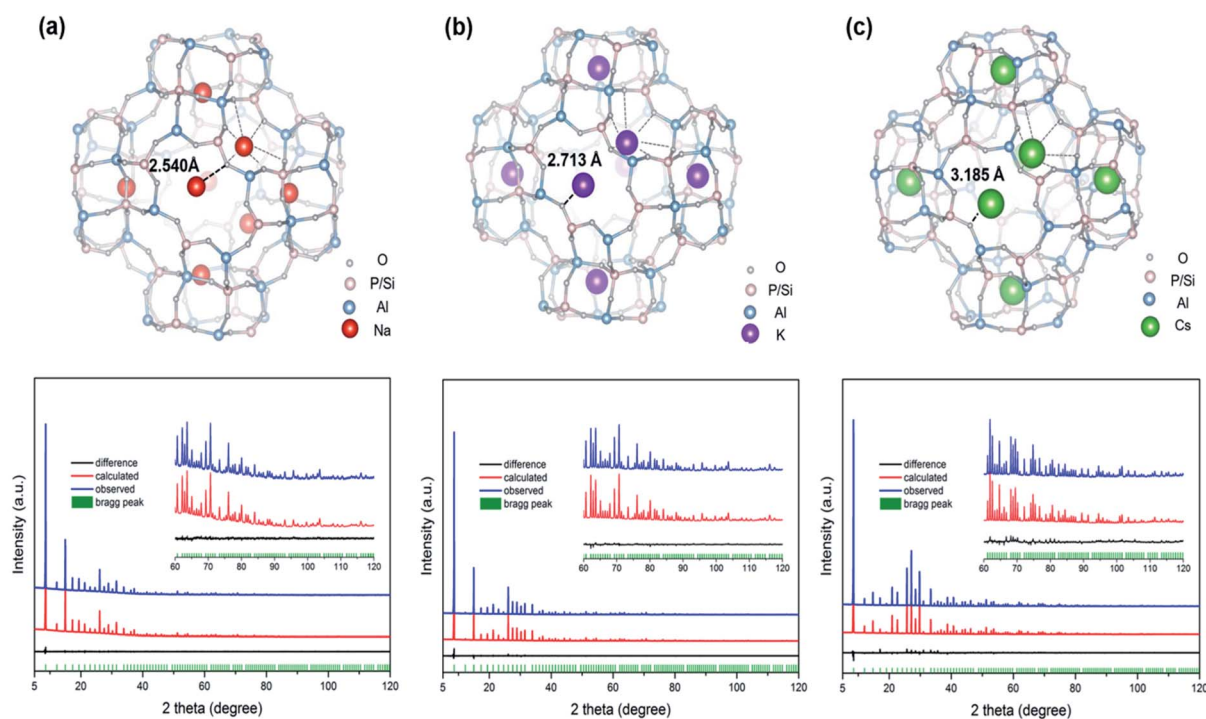 (a)
2.540Å
O
P/Si
Al
Na
(b)
2.713 Å
O
P/Si
Al
K
(c)
3.185 Å
O
P/Si
Al
Cs
Intensity (a.u.)
difference
calculated
observed
bragg peak
60 70 80 90 100 110 120
5 20 40 60 80 100 120
2 theta (degree)
Intensity (a.u.)
difference
calculated
observed
bragg peak
60 70 80 90 100 110 120
5 20 40 60 80 100 120
2 theta (degree)
Intensity (a.u.)
difference
calculated
observed
bragg peak
60 70 80 90 100 110 120
5 20 40 60 80 100 120
2 theta (degree)